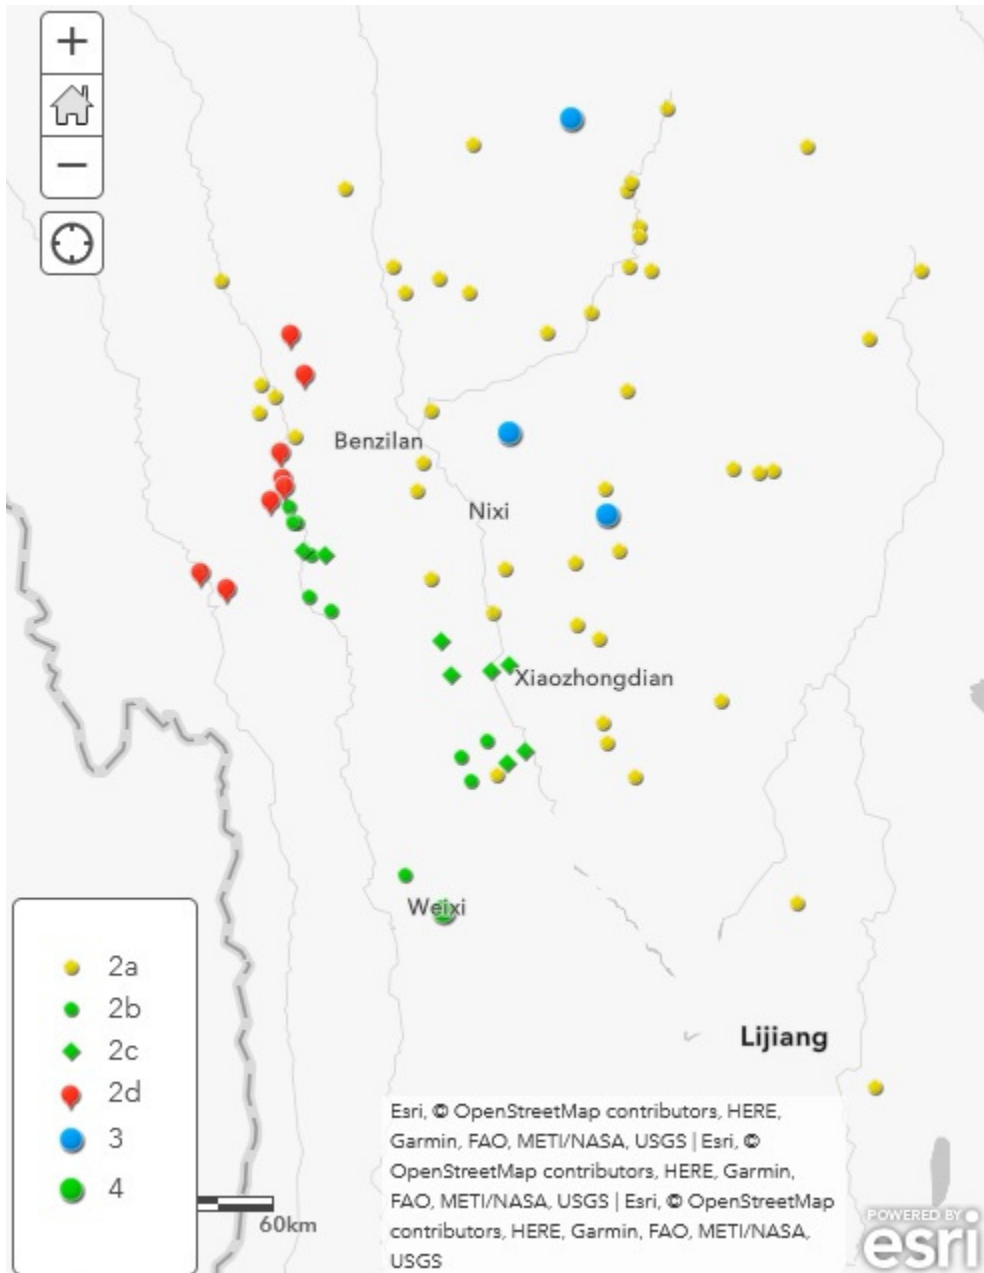 +
−
Benzilan
Nixi
Xiaozhongdian
Weixi
Lijiang
2a
2b
2c
2d
3
4
60km
Esri, © OpenStreetMap contributors, HERE,
Garmin, FAO, METI/NASA, USGS | Esri, ©
OpenStreetMap contributors, HERE, Garmin,
FAO, METI/NASA, USGS | Esri, © OpenStreetMap
contributors, HERE, Garmin, FAO, METI/NASA,
USGS
POWERED BY
esri